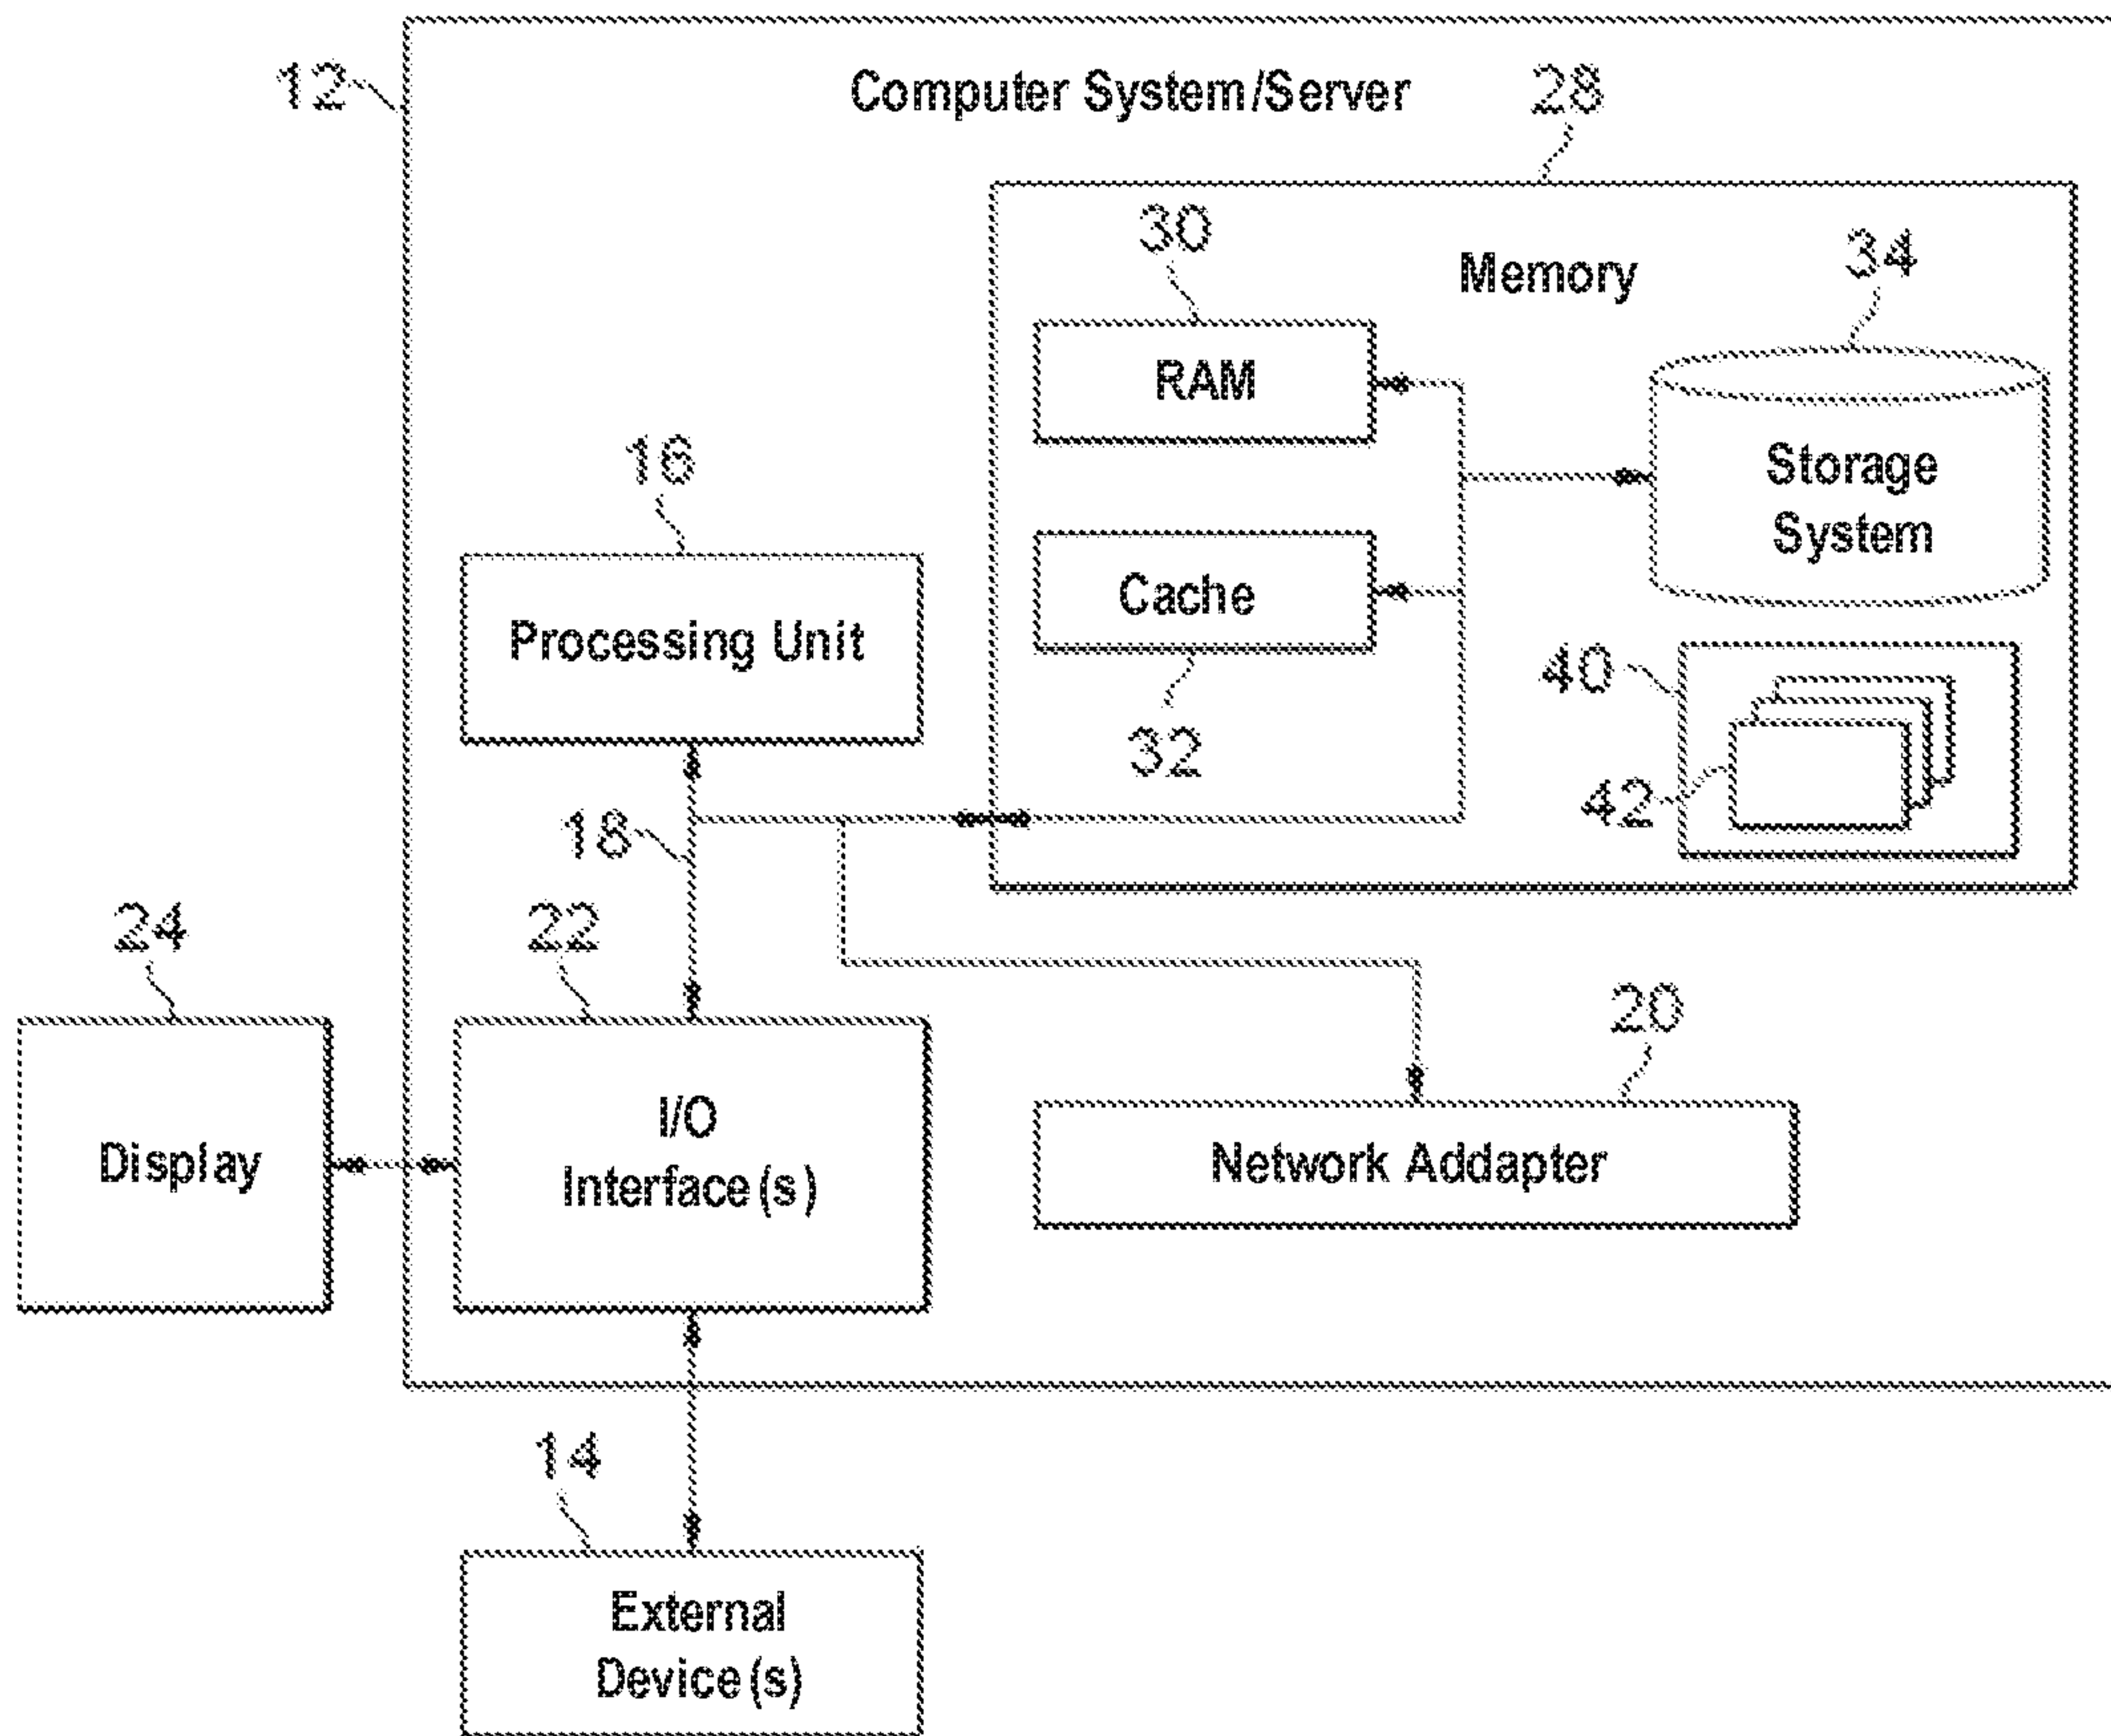 12
Computer System/Server
28
30
Memory
34
RAM
16
Storage
System
Processing Unit
Cache
32
40
42
18
24
22
20
Display
I/O
Interface(s)
Network Addapter
14
External
Device(s)